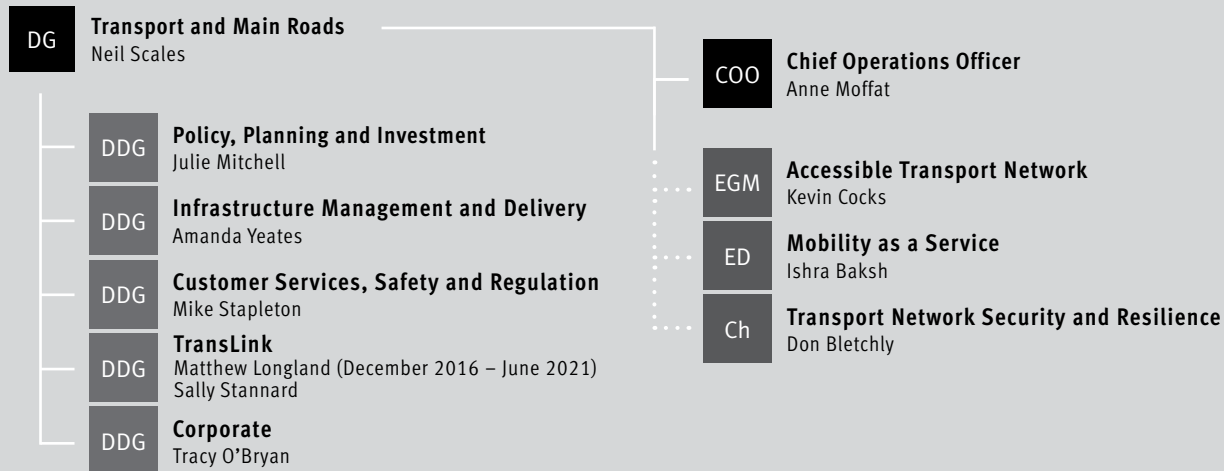 DG
Transport and Main Roads
Neil Scales
DDG
Policy, Planning and Investment
Julie Mitchell
DDG
Infrastructure Management and Delivery
Amanda Yeates
DDG
Customer Services, Safety and Regulation
Mike Stapleton
DDG
TransLink
Matthew Longland (December 2016 – June 2021)
Sally Stannard
DDG
Corporate
Tracy O’Bryan
COO
Chief Operations Officer
Anne Moffat
EGM
Accessible Transport Network
Kevin Cocks
ED
Mobility as a Service
Ishra Baksh
Ch
Transport Network Security and Resilience
Don Bletchly